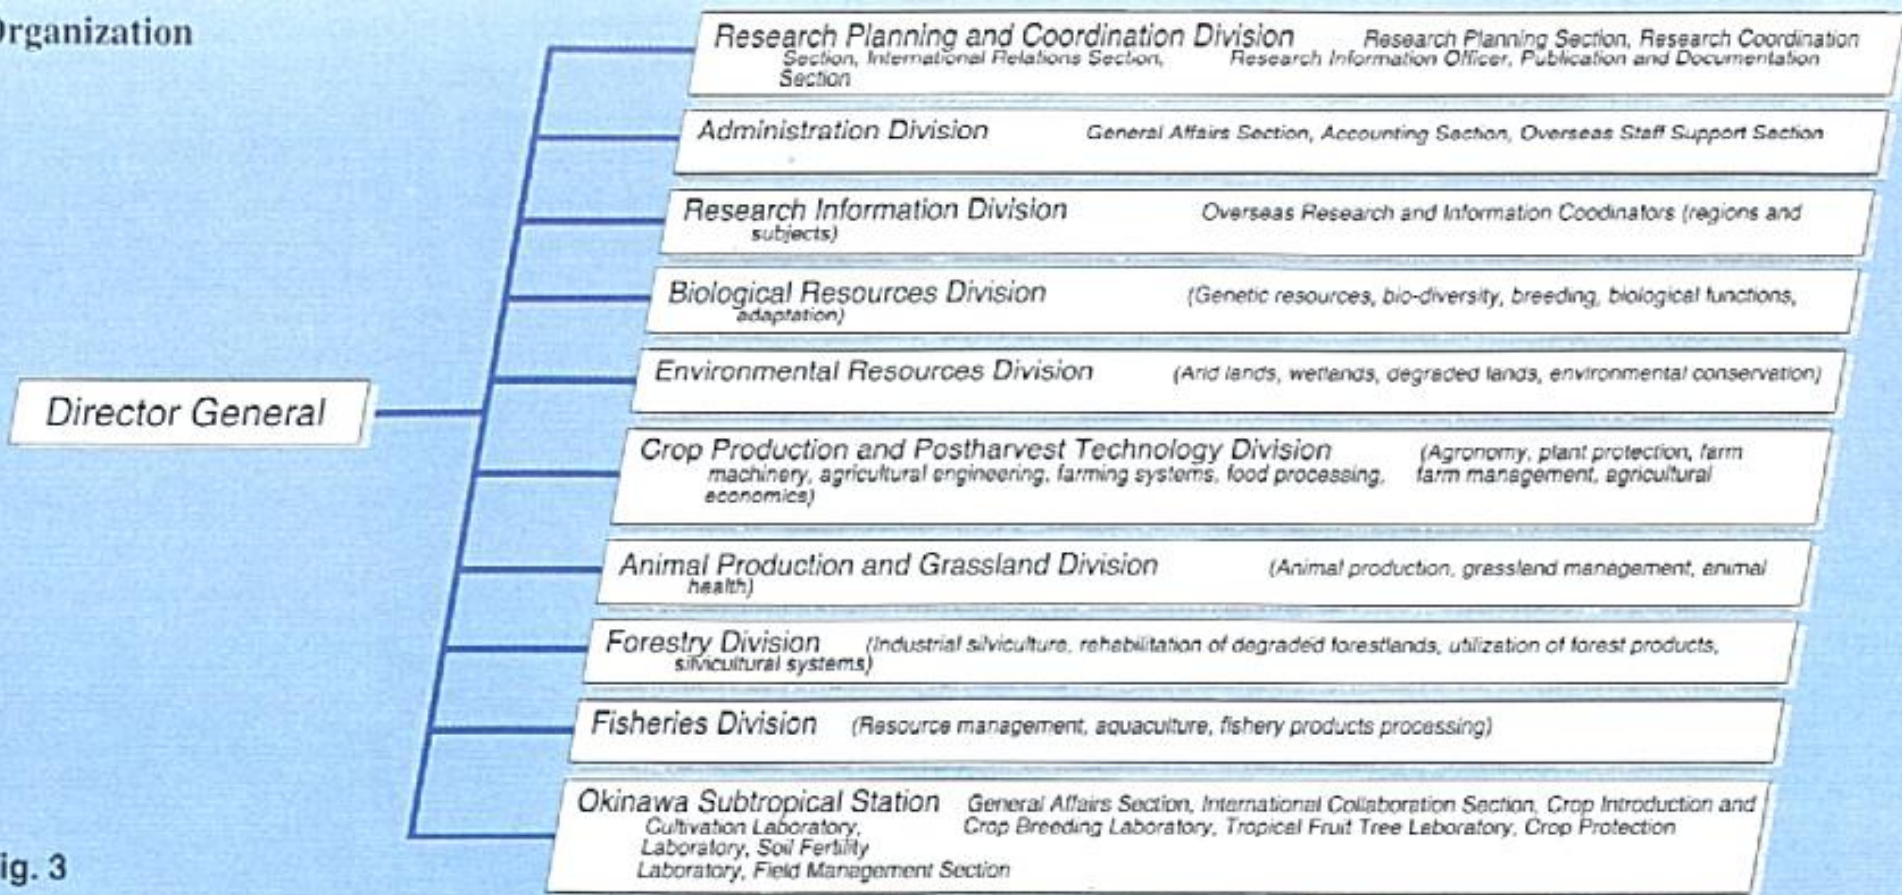 Organization
Research Planning and Coordination Division Research Planning Section, Research Coordination
Section, International Relations Section, Research Information Officer, Publication and Documentation
Section
Administration Division General Affairs Section, Accounting Section, Overseas Staff Support Section
Research Information Division Overseas Research and Information Coodinators (regions and
subjects)
Biological Resources Division (Genetic resources, bio-diversity, breeding, biological functions,
adaptation)
Environmental Resources Division (Arid lands, wetlands, degraded lands, environmental conservation)
Director General
Crop Production and Postharvest Technology Division (Agronomy, plant protection, farm
machinery, agricultural engineering, farming systems, food processing, farm management, agricultural
economics)
Animal Production and Grassland Division (Animal production, grassland management, animal
health)
Forestry Division (Industrial silviculture, rehabilitation of degraded forestlands, utilization of forest products,
silvicultural systems)
Fisheries Division (Resource management, aquaculture, fishery products processing)
Okinawa Subtropical Station General Affairs Section, International Collaboration Section, Crop Introduction and
Cultivation Laboratory, Crop Breeding Laboratory, Tropical Fruit Tree Laboratory, Crop Protection
Laboratory, Soil Fertility
Laboratory, Field Management Section
ig. 3